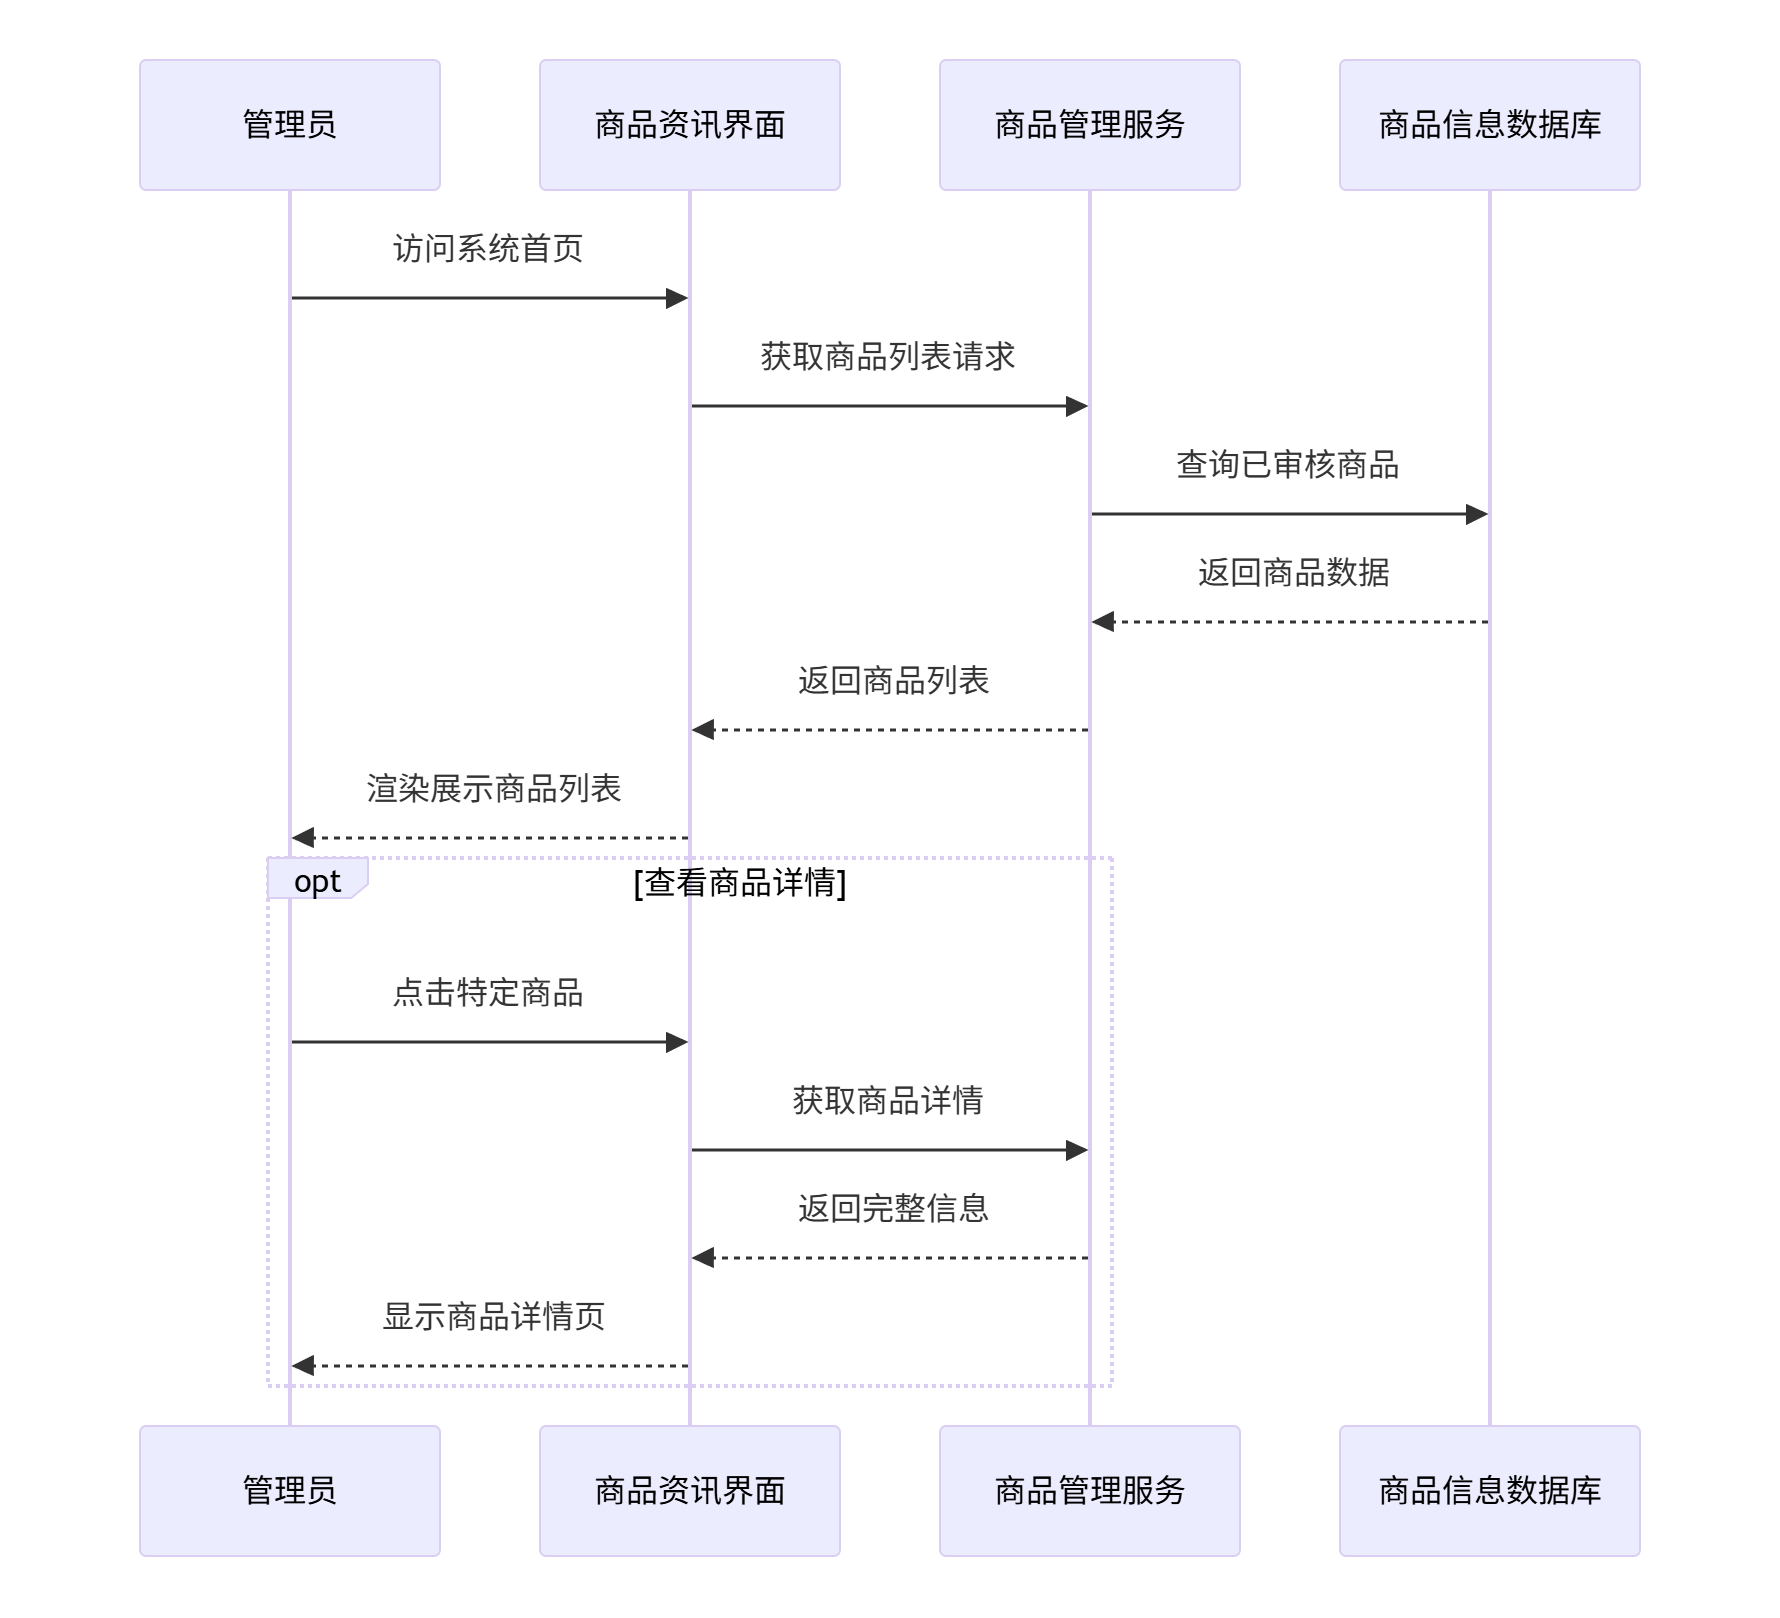 管理员
商品资讯界面
商品管理服务
商品信息数据库
访问系统首页
获取商品列表请求
查询已审核商品
返回商品数据
返回商品列表
渲染展示商品列表
opt
[查看商品详情]
点击特定商品
获取商品详情
返回完整信息
显示商品详情页
管理员
商品资讯界面
商品管理服务
商品信息数据库